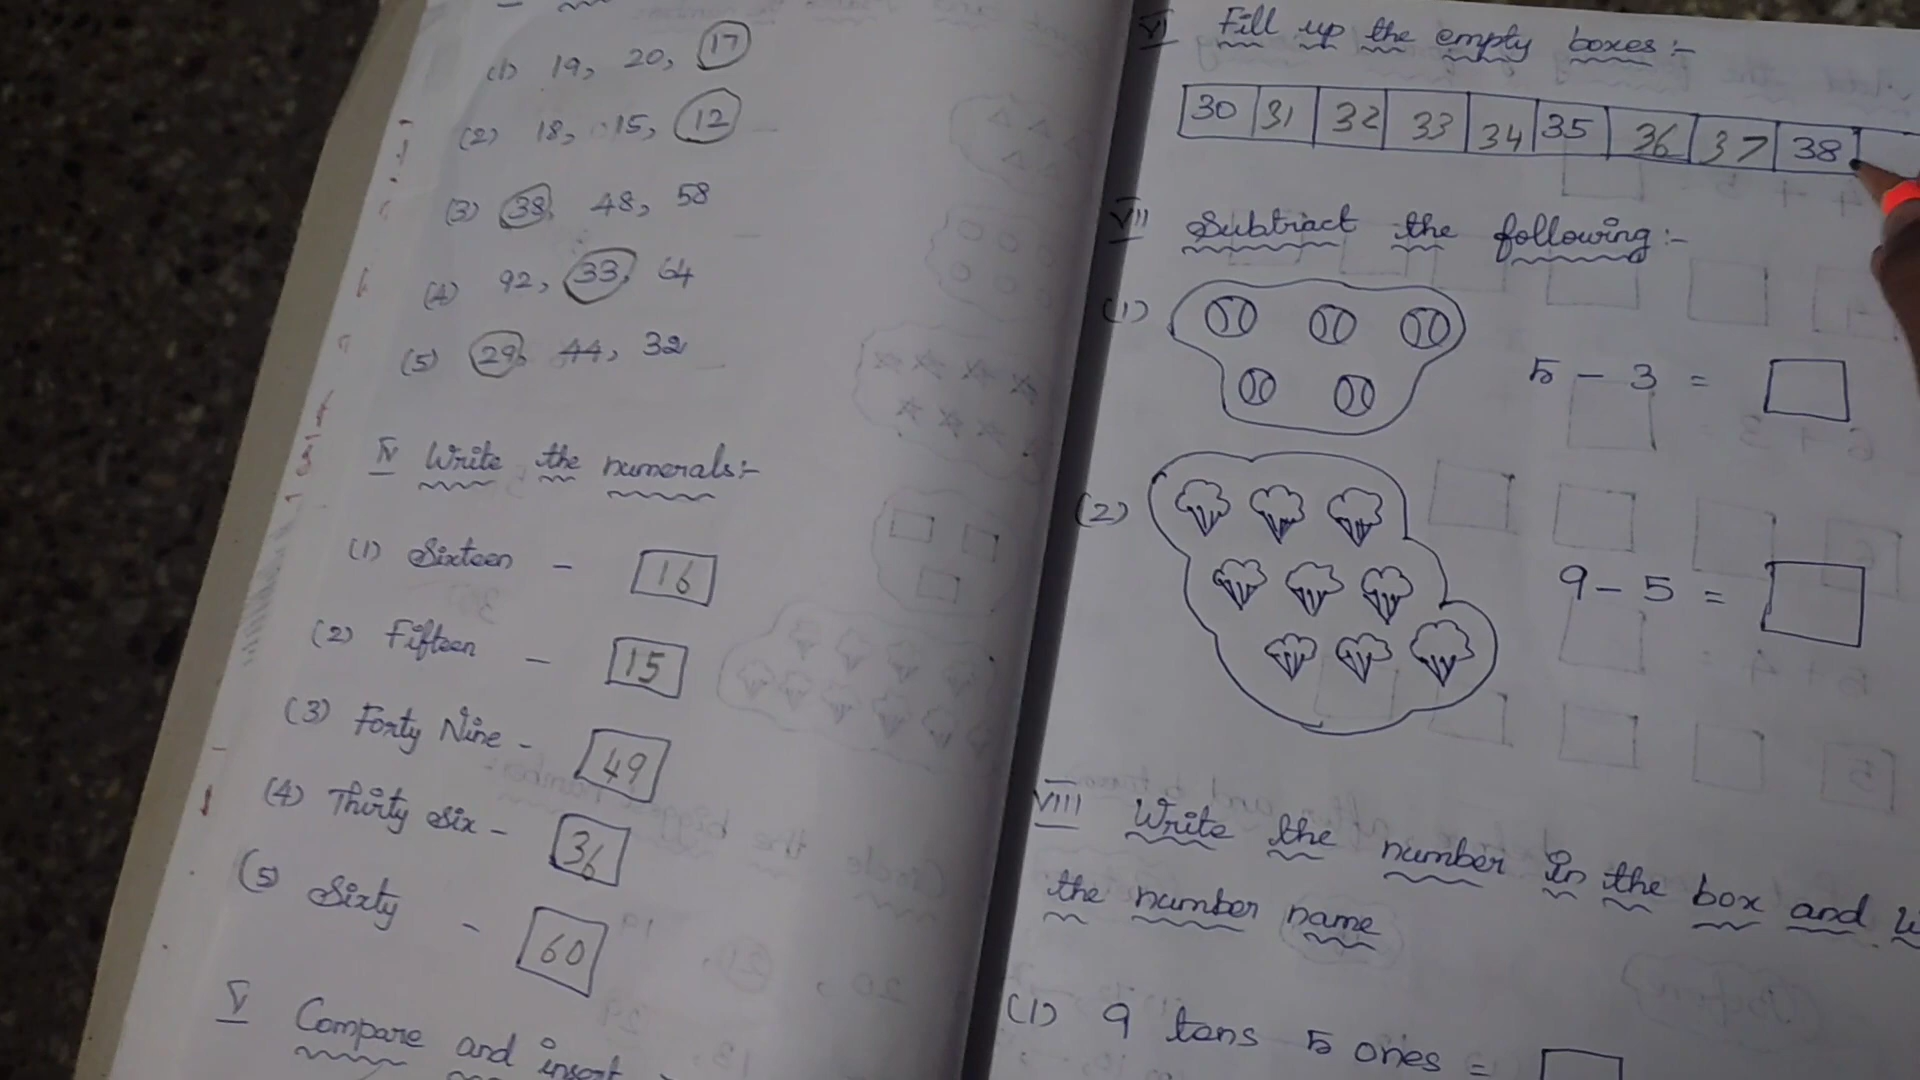 (1) 19, 20, 17
(2) 18, 15, 12
(3) 38, 48, 58
(4) 92, 33, 64
(5) 29, 44, 32
IV Write the numerals:-
(1) Sixteen - 16
(2) Fifteen - 15
(3) Forty Nine - 49
(4) Thirty Six - 36
(5) Sixty - 60
V Compare and insert
VI Fill up the empty boxes:-
30 31 32 33 34 35 36 37 38
VII Subtract the following:-
(1) 5 - 3 =
(2) 9 - 5 =
VIII Write the number in the box and
the number name
(1) 9 tens 5 ones =